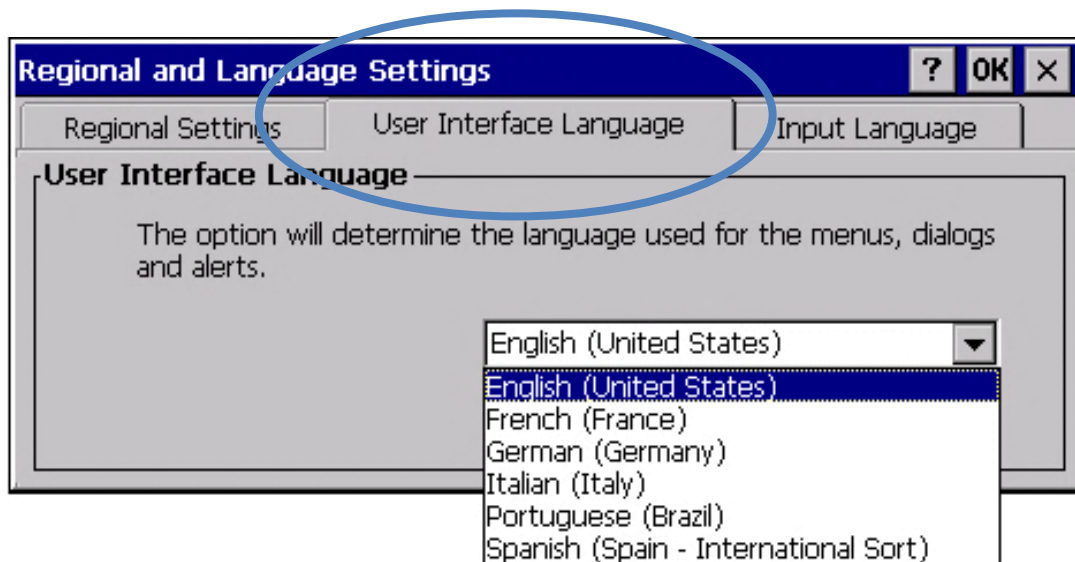 Regional and Language Settings ? OK ×
Regional Settings User Interface Language Input Language
User Interface Language
The option will determine the language used for the menus, dialogs
and alerts.
English (United States)
English (United States)
French (France)
German (Germany)
Italian (Italy)
Portuguese (Brazil)
Spanish (Spain - International Sort)